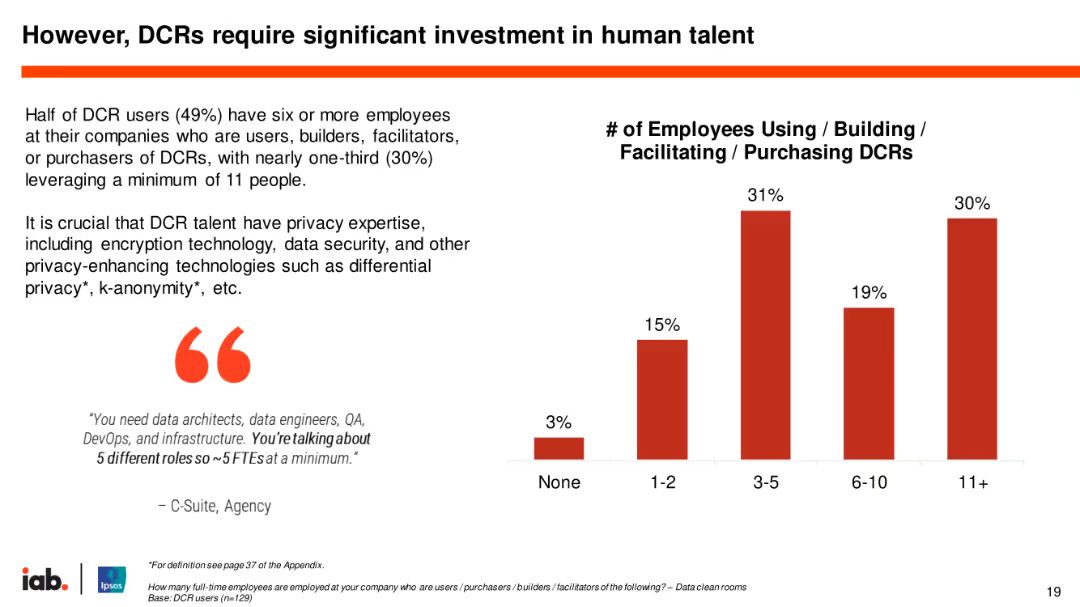 However, DCRs require significant investment in human talent
Half of DCR users (49%) have six or more employees
at their companies who are users, builders, facilitators,
or purchasers of DCRs, with nearly one-third (30%)
leveraging a minimum of 11 people.
It is crucial that DCR talent have privacy expertise,
including encryption technology, data security, and other
privacy-enhancing technologies such as differential
privacy*, k-anonymity*, etc.
“You need data architects, data engineers, QA,
DevOps, and infrastructure. You’re talking about
5 different roles so ~5 FTEs at a minimum.”
– C-Suite, Agency
# of Employees Using / Building /
Facilitating / Purchasing DCRs
3%
15%
31%
19%
30%
None
1-2
3-5
6-10
11+
iab.
Ipsos
*For definition see page 37 of the Appendix.
How many full-time employees are employed at your company who are users / purchasers / builders / facilitators of the following? – Data clean rooms
Base: DCR users (n=129)
19